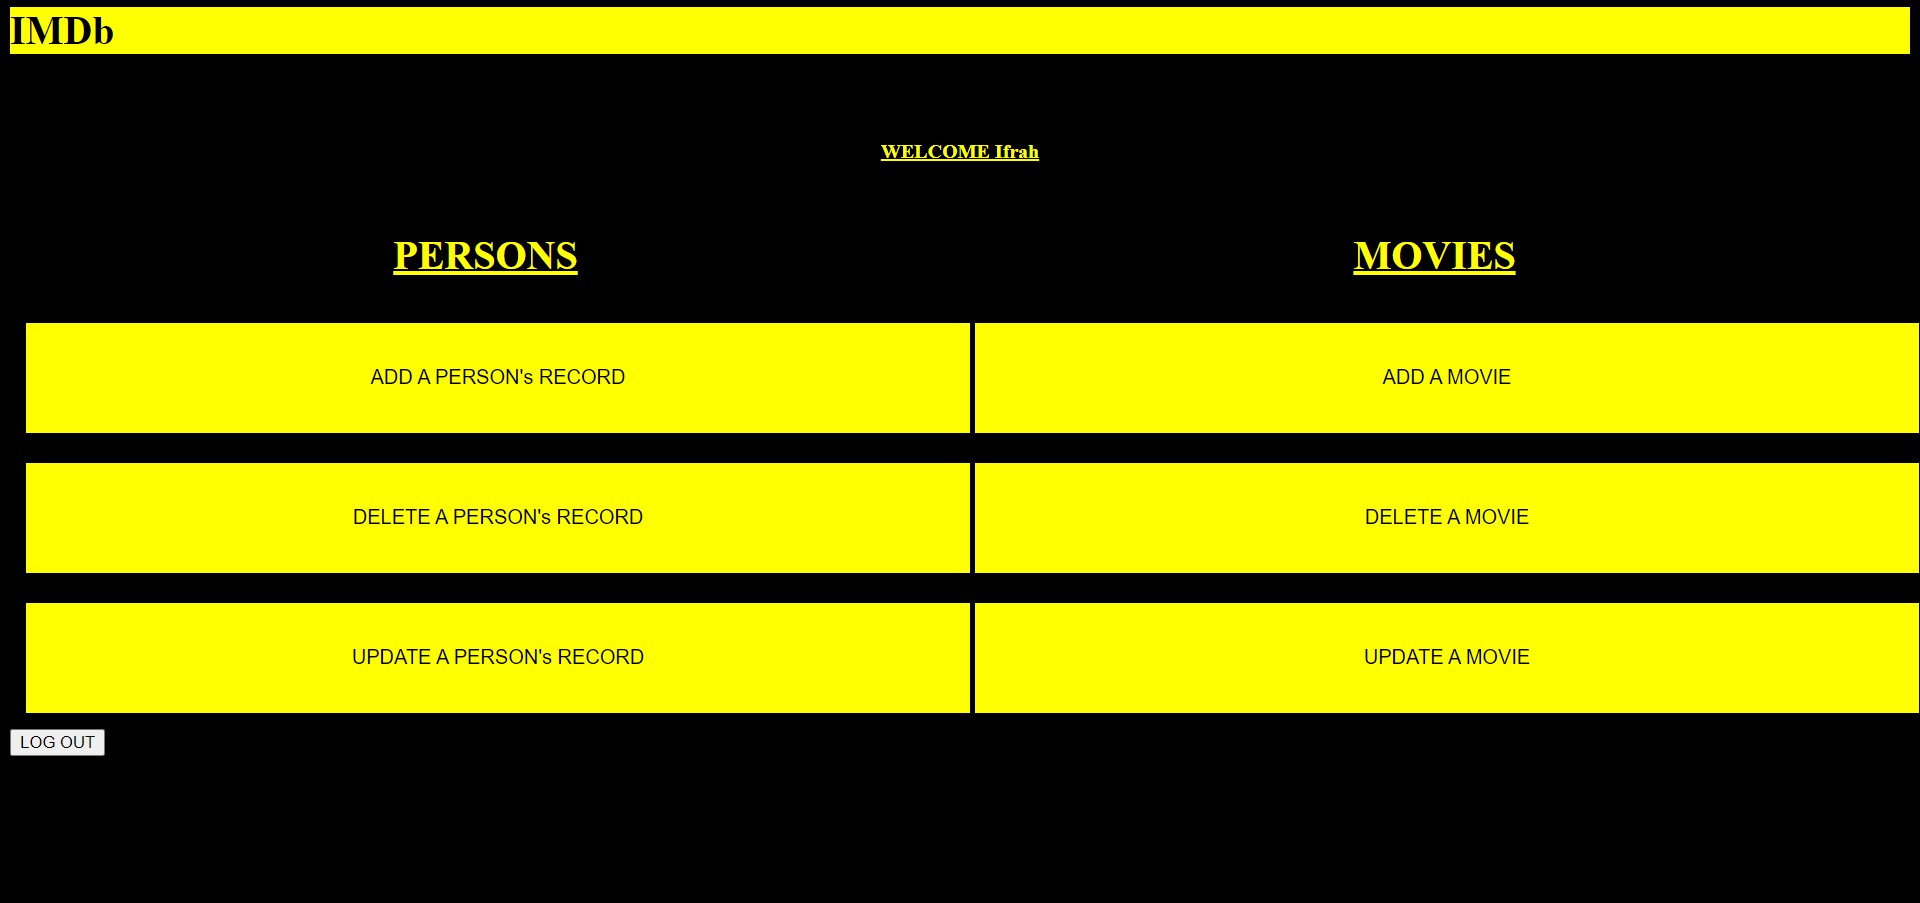 IMDb
WELCOME Ifrah
PERSONS
MOVIES
ADD A PERSON's RECORD
ADD A MOVIE
DELETE A PERSON's RECORD
DELETE A MOVIE
UPDATE A PERSON's RECORD
UPDATE A MOVIE
LOG OUT